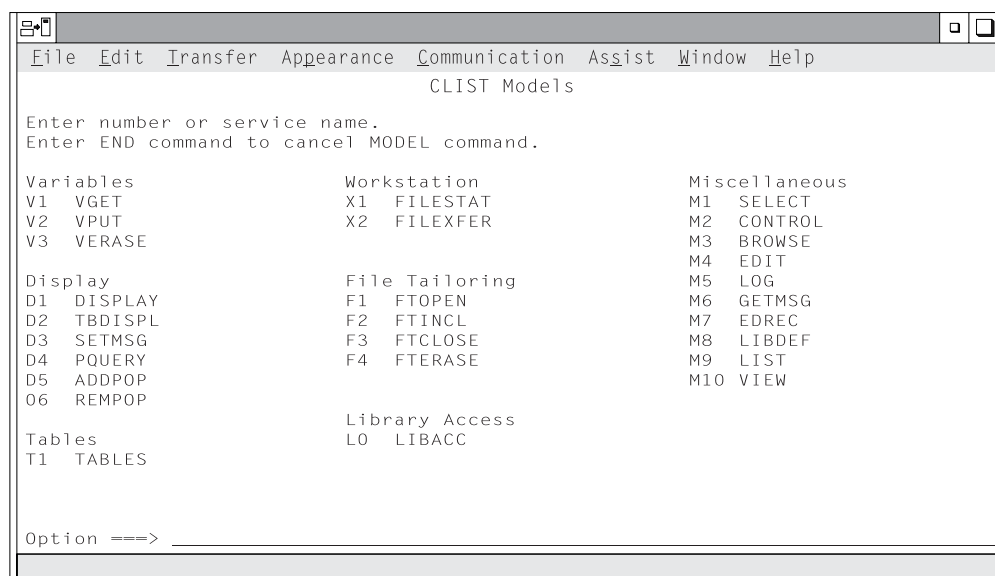 File Edit Transfer Appearance Communication Assist Window Help
CLIST Models
Enter number or service name.
Enter END command to cancel MODEL command.
Variables Workstation Miscellaneous
V1 VGET X1 FILESTAT M1 SELECT
V2 VPUT X2 FILEXFER M2 CONTROL
V3 VERASE M3 BROWSE
M4 EDIT
Display File Tailoring M5 LOG
D1 DISPLAY F1 FTOPEN M6 GETMSG
D2 TBDISPL F2 FTINCL M7 EDREC
D3 SETMSG F3 FTCLOSE M8 LIBDEF
D4 PQUERY F4 FTERASE M9 LIST
D5 ADDPOP M10 VIEW
06 REMPOP
Library Access
Tables L0 LIBACC
T1 TABLES
Option ===>